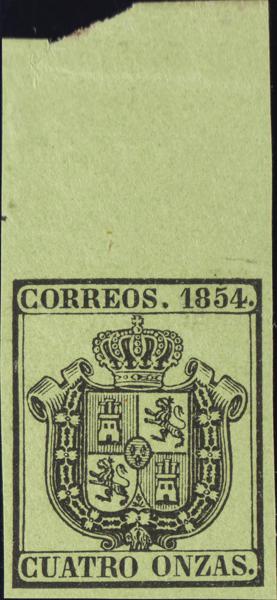 CORREOS. 1854.
CUATRO ONZAS.